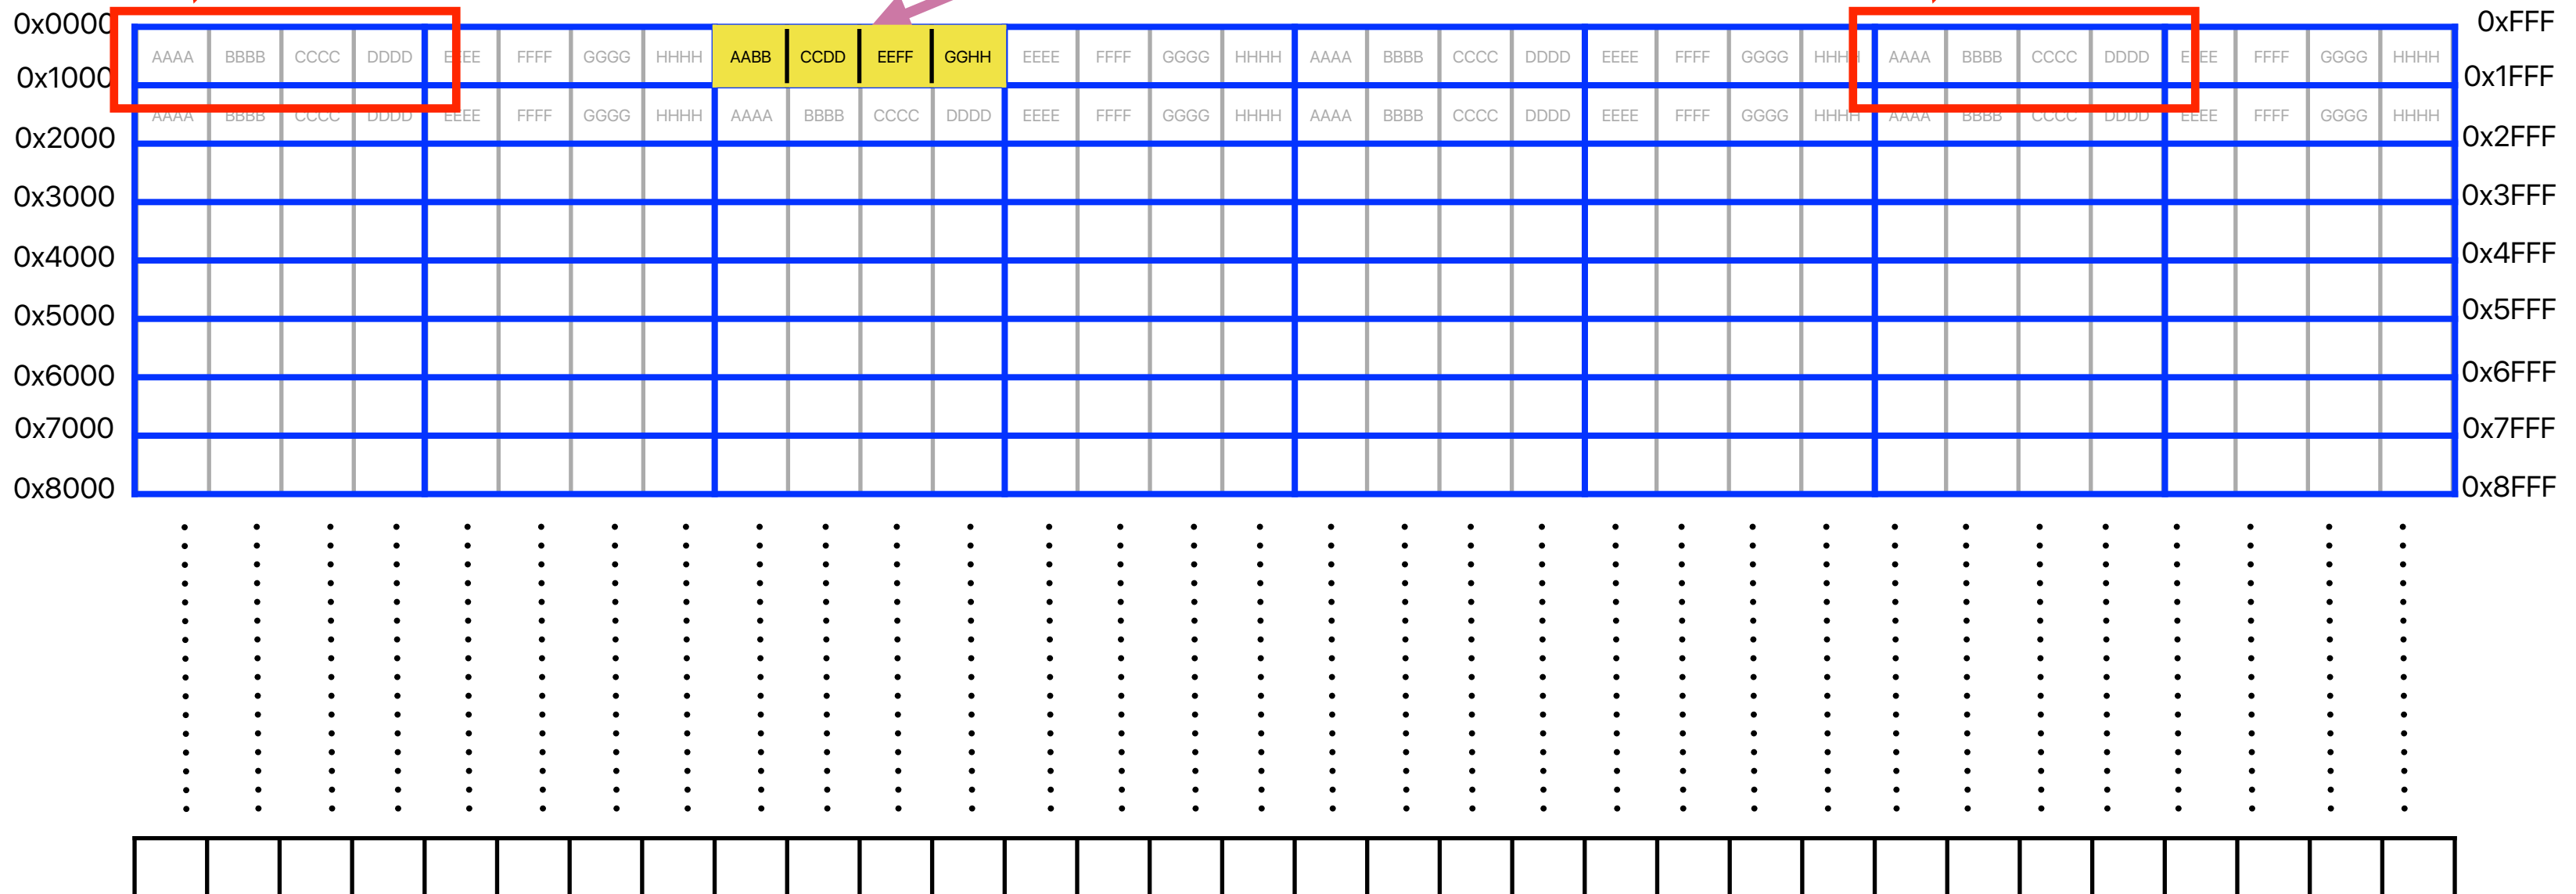 0x0000 0xFFF
AAAA BBBB CCCC DDDD EEEE FFFF GGGG HHHH AABB CCDD EEFF GGHH EEEE FFFF GGGG HHHH AAAA BBBB CCCC DDDD EEEE FFFF GGGG HHHH AAAA BBBB CCCC DDDD EEEE FFFF GGGG HHHH
0x1000 0x1FFF
AAAA BBBB CCCC DDDD EEEE FFFF GGGG HHHH AAAA BBBB CCCC DDDD EEEE FFFF GGGG HHHH AAAA BBBB CCCC DDDD EEEE FFFF GGGG HHHH AAAA BBBB CCCC DDDD EEEE FFFF GGGG HHHH
0x2000 0x2FFF
0x3000 0x3FFF
0x4000 0x4FFF
0x5000 0x5FFF
0x6000 0x6FFF
0x7000 0x7FFF
0x8000 0x8FFF